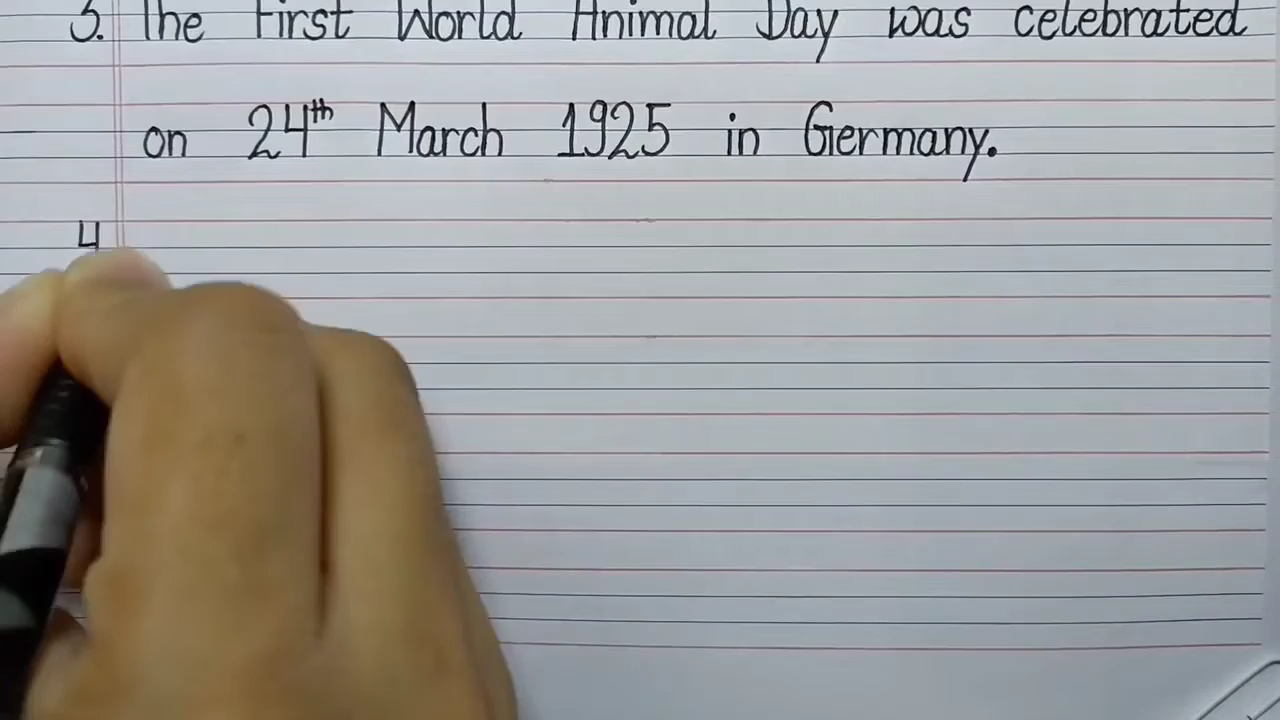 3. The First World Animal Day was celebrated
on 24th March 1925 in Germany.
4